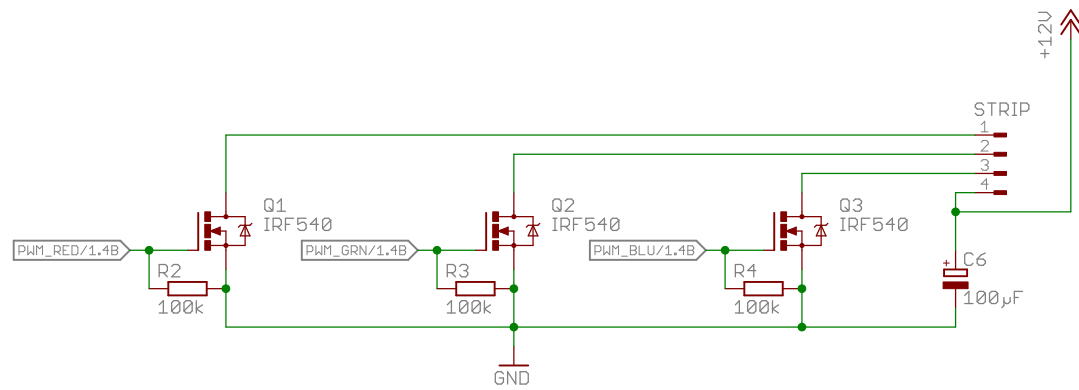 +12V
STRIP
1
2
3
4
Q1
IRF540
Q2
IRF540
Q3
IRF540
PWM_RED/1.4B
PWM_GRN/1.4B
PWM_BLU/1.4B
R2
100k
R3
100k
R4
100k
+
C6
100µF
GND